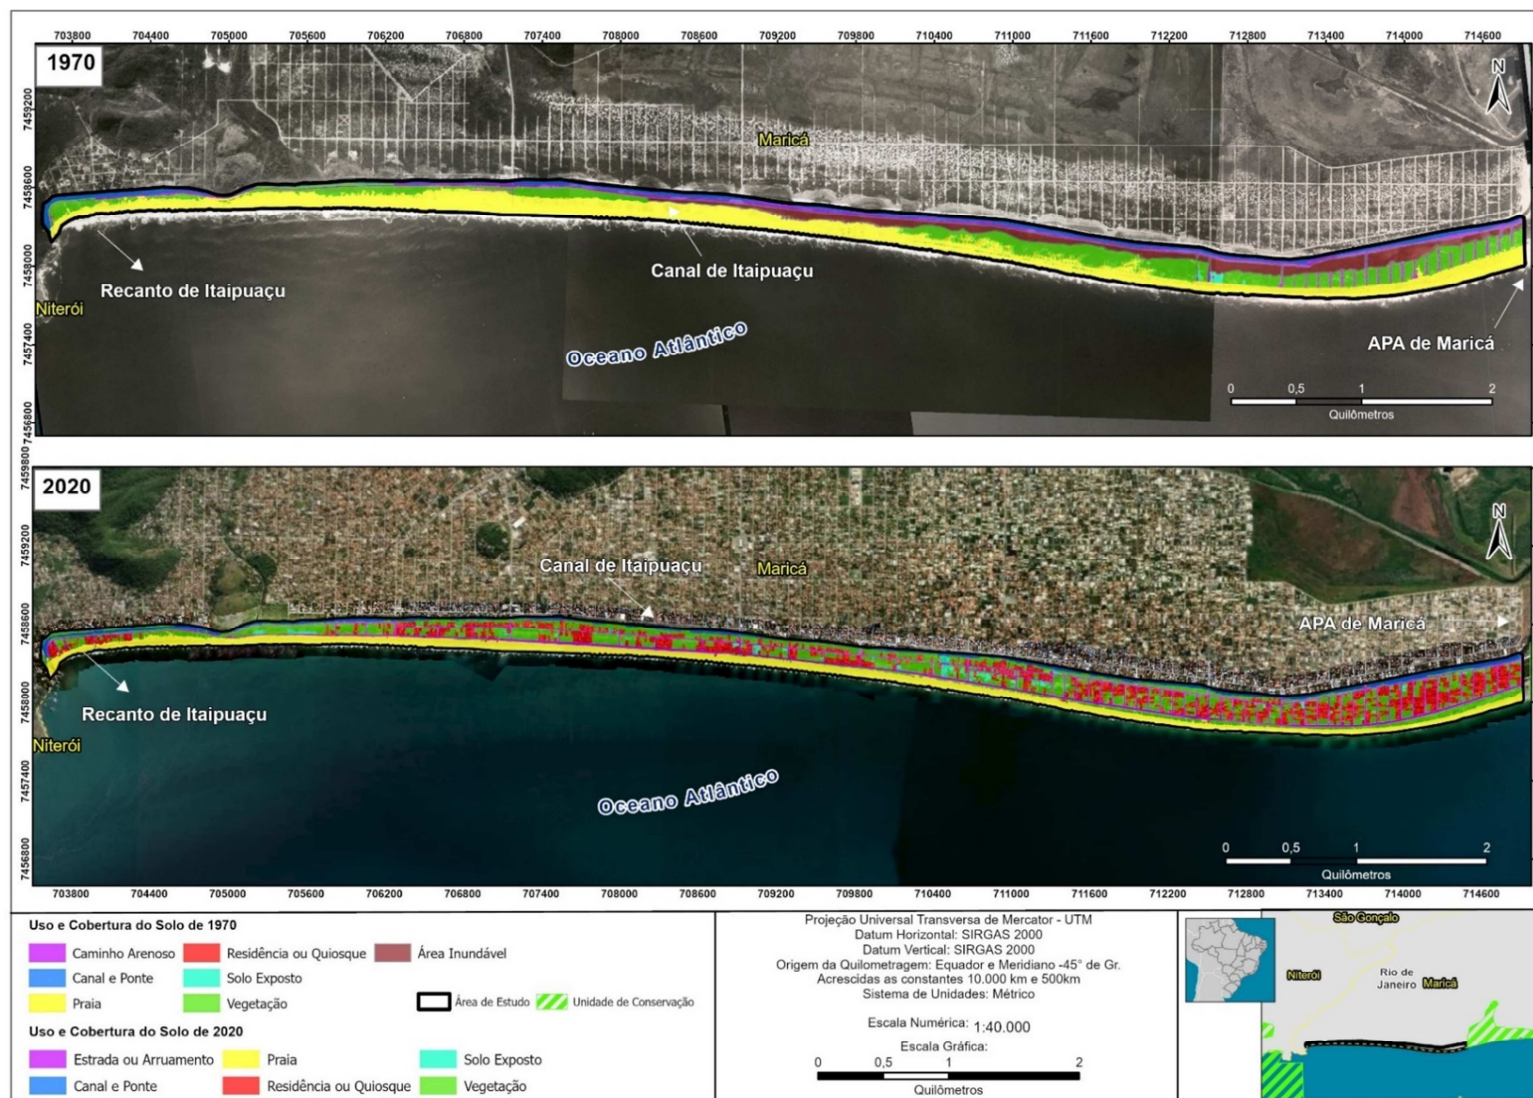 703800 704400 705000 705600 706200 706800 707400 708000 708600 709200 709800 710400 711000 711600 712200 712800 713400 714000 714600
1970
N
7459200
Maricá
7458600
7458000
Canal de Itaipuaçu
Recanto de Itaipuaçu
Niterói
7457400
Oceano Atlântico
APA de Maricá
0 0,5 1 2
Quilômetros
7456800
7459800
2020
N
7459200
Canal de Itaipuaçu
Maricá
7458600
APA de Maricá
7458000
Recanto de Itaipuaçu
Niterói
7457400
Oceano Atlântico
7456800
0 0,5 1 2
Quilômetros
703800 704400 705000 705600 706200 706800 707400 708000 708600 709200 709800 710400 711000 711600 712200 712800 713400 714000 714600
Uso e Cobertura do Solo de 1970
Caminho Arenoso Residência ou Quiosque Área Inundável
Canal e Ponte Solo Exposto
Praia Vegetação Área de Estudo Unidade de Conservação
Uso e Cobertura do Solo de 2020
Estrada ou Arruamento Praia Solo Exposto
Canal e Ponte Residência ou Quiosque Vegetação
Projeção Universal Transversa de Mercator - UTM
Datum Horizontal: SIRGAS 2000
Datum Vertical: SIRGAS 2000
Origem da Quilometragem: Equador e Meridiano -45° de Gr.
Acrescidas as constantes 10.000 km e 500km
Sistema de Unidades: Métrico
Escala Numérica: 1:40.000
Escala Gráfica:
0 0,5 1 2
Quilômetros
São Gonçalo
Niterói
Rio de
Janeiro
Maricá